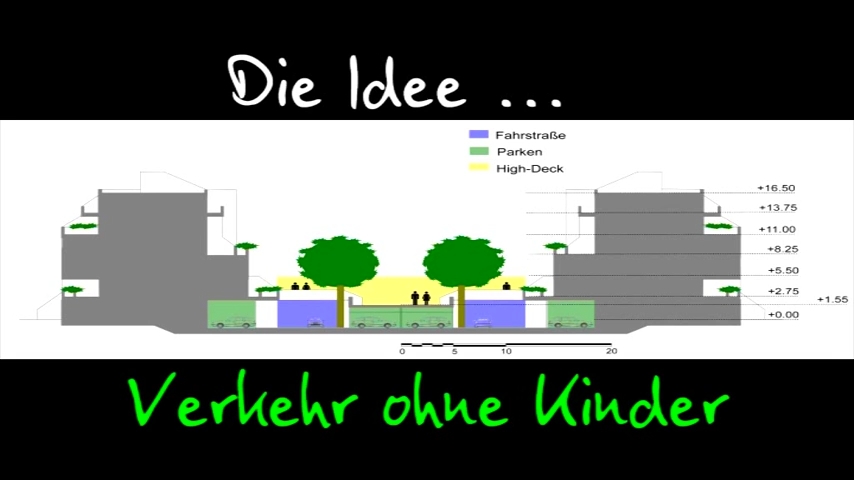 Die Idee ...
Fahrstraße
Parken
High-Deck
+16.50
+13.75
+11.00
+8.25
+5.50
+2.75
+1.55
+0.00
0 5 10 20
Verkehr ohne Kinder